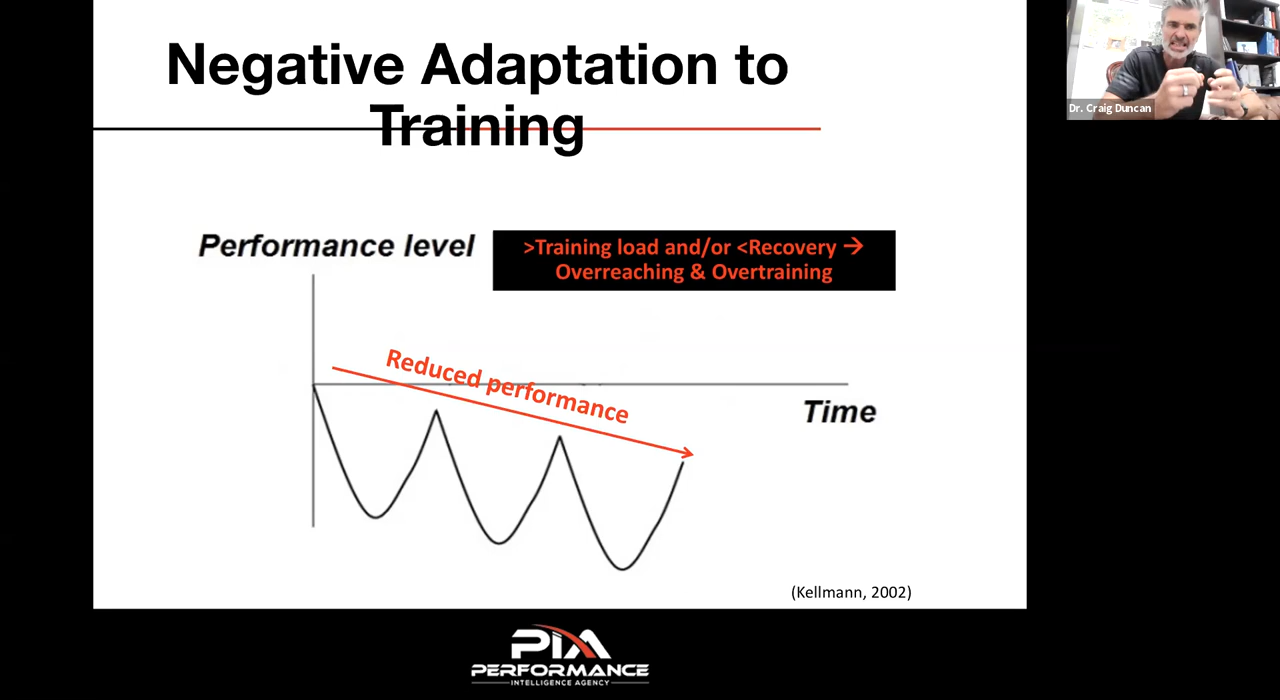 Negative Adaptation to
Training
Dr. Craig Duncan
Performance level
>Training load and/or <Recovery →
Overreaching & Overtraining
Reduced performance
Time
(Kellmann, 2002)
PIA
PERFORMANCE
INTELLIGENCE AGENCY